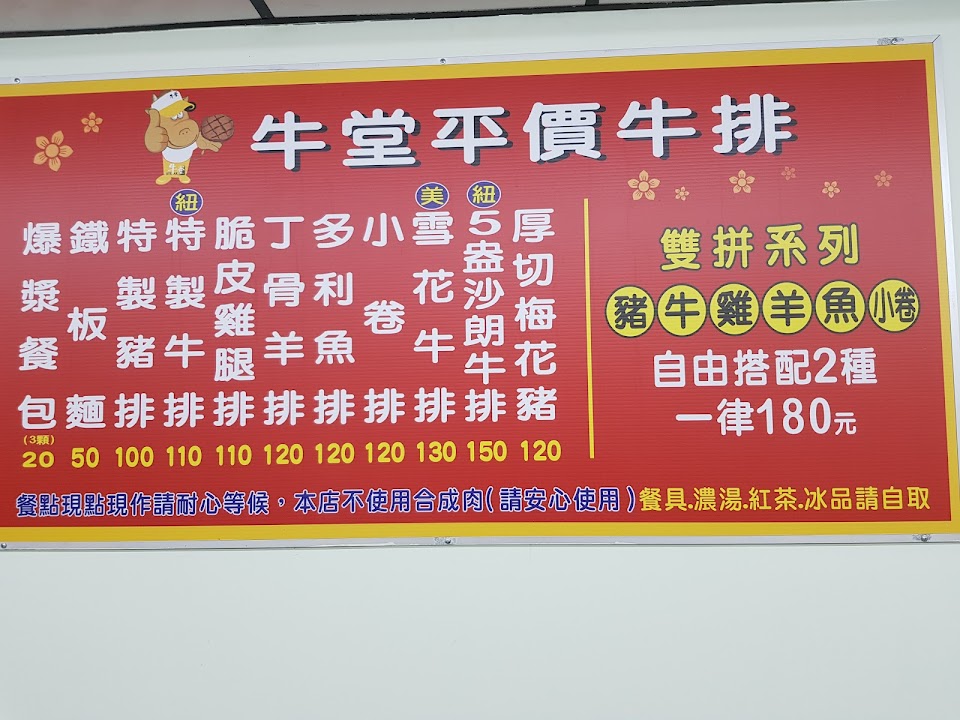 牛堂平價牛排
厚切梅花豬 120
紐 5盎沙朗牛排 150
美 雪花牛排 130
小卷排 120
多利魚排 120
丁骨羊排 120
脆皮雞腿排 110
紐 特製牛排 110
特製豬排 100
鐵板麵 50
爆漿餐包 (3顆) 20
雙拼系列
豬牛雞羊魚小卷
自由搭配2種
一律180元
餐點現點現作請耐心等候，本店不使用合成肉(請安心使用)餐具.濃湯.紅茶.冰品請自取